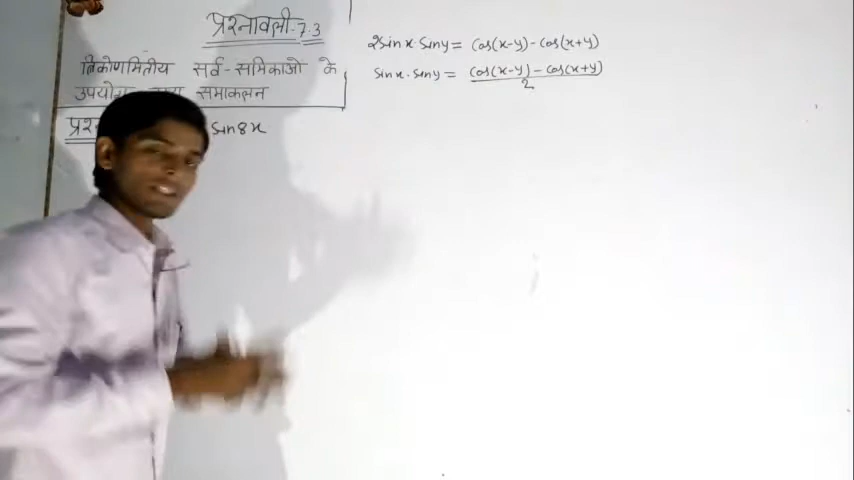 प्रश्नावली-7.3
त्रिकोणमितीय सर्व-समिकाओं के
उपयोग समाकलन
sin8x
2sinx.siny = cos(x-y) - cos(x+y)
sinx.siny = cos(x-y) - cos(x+y)
2